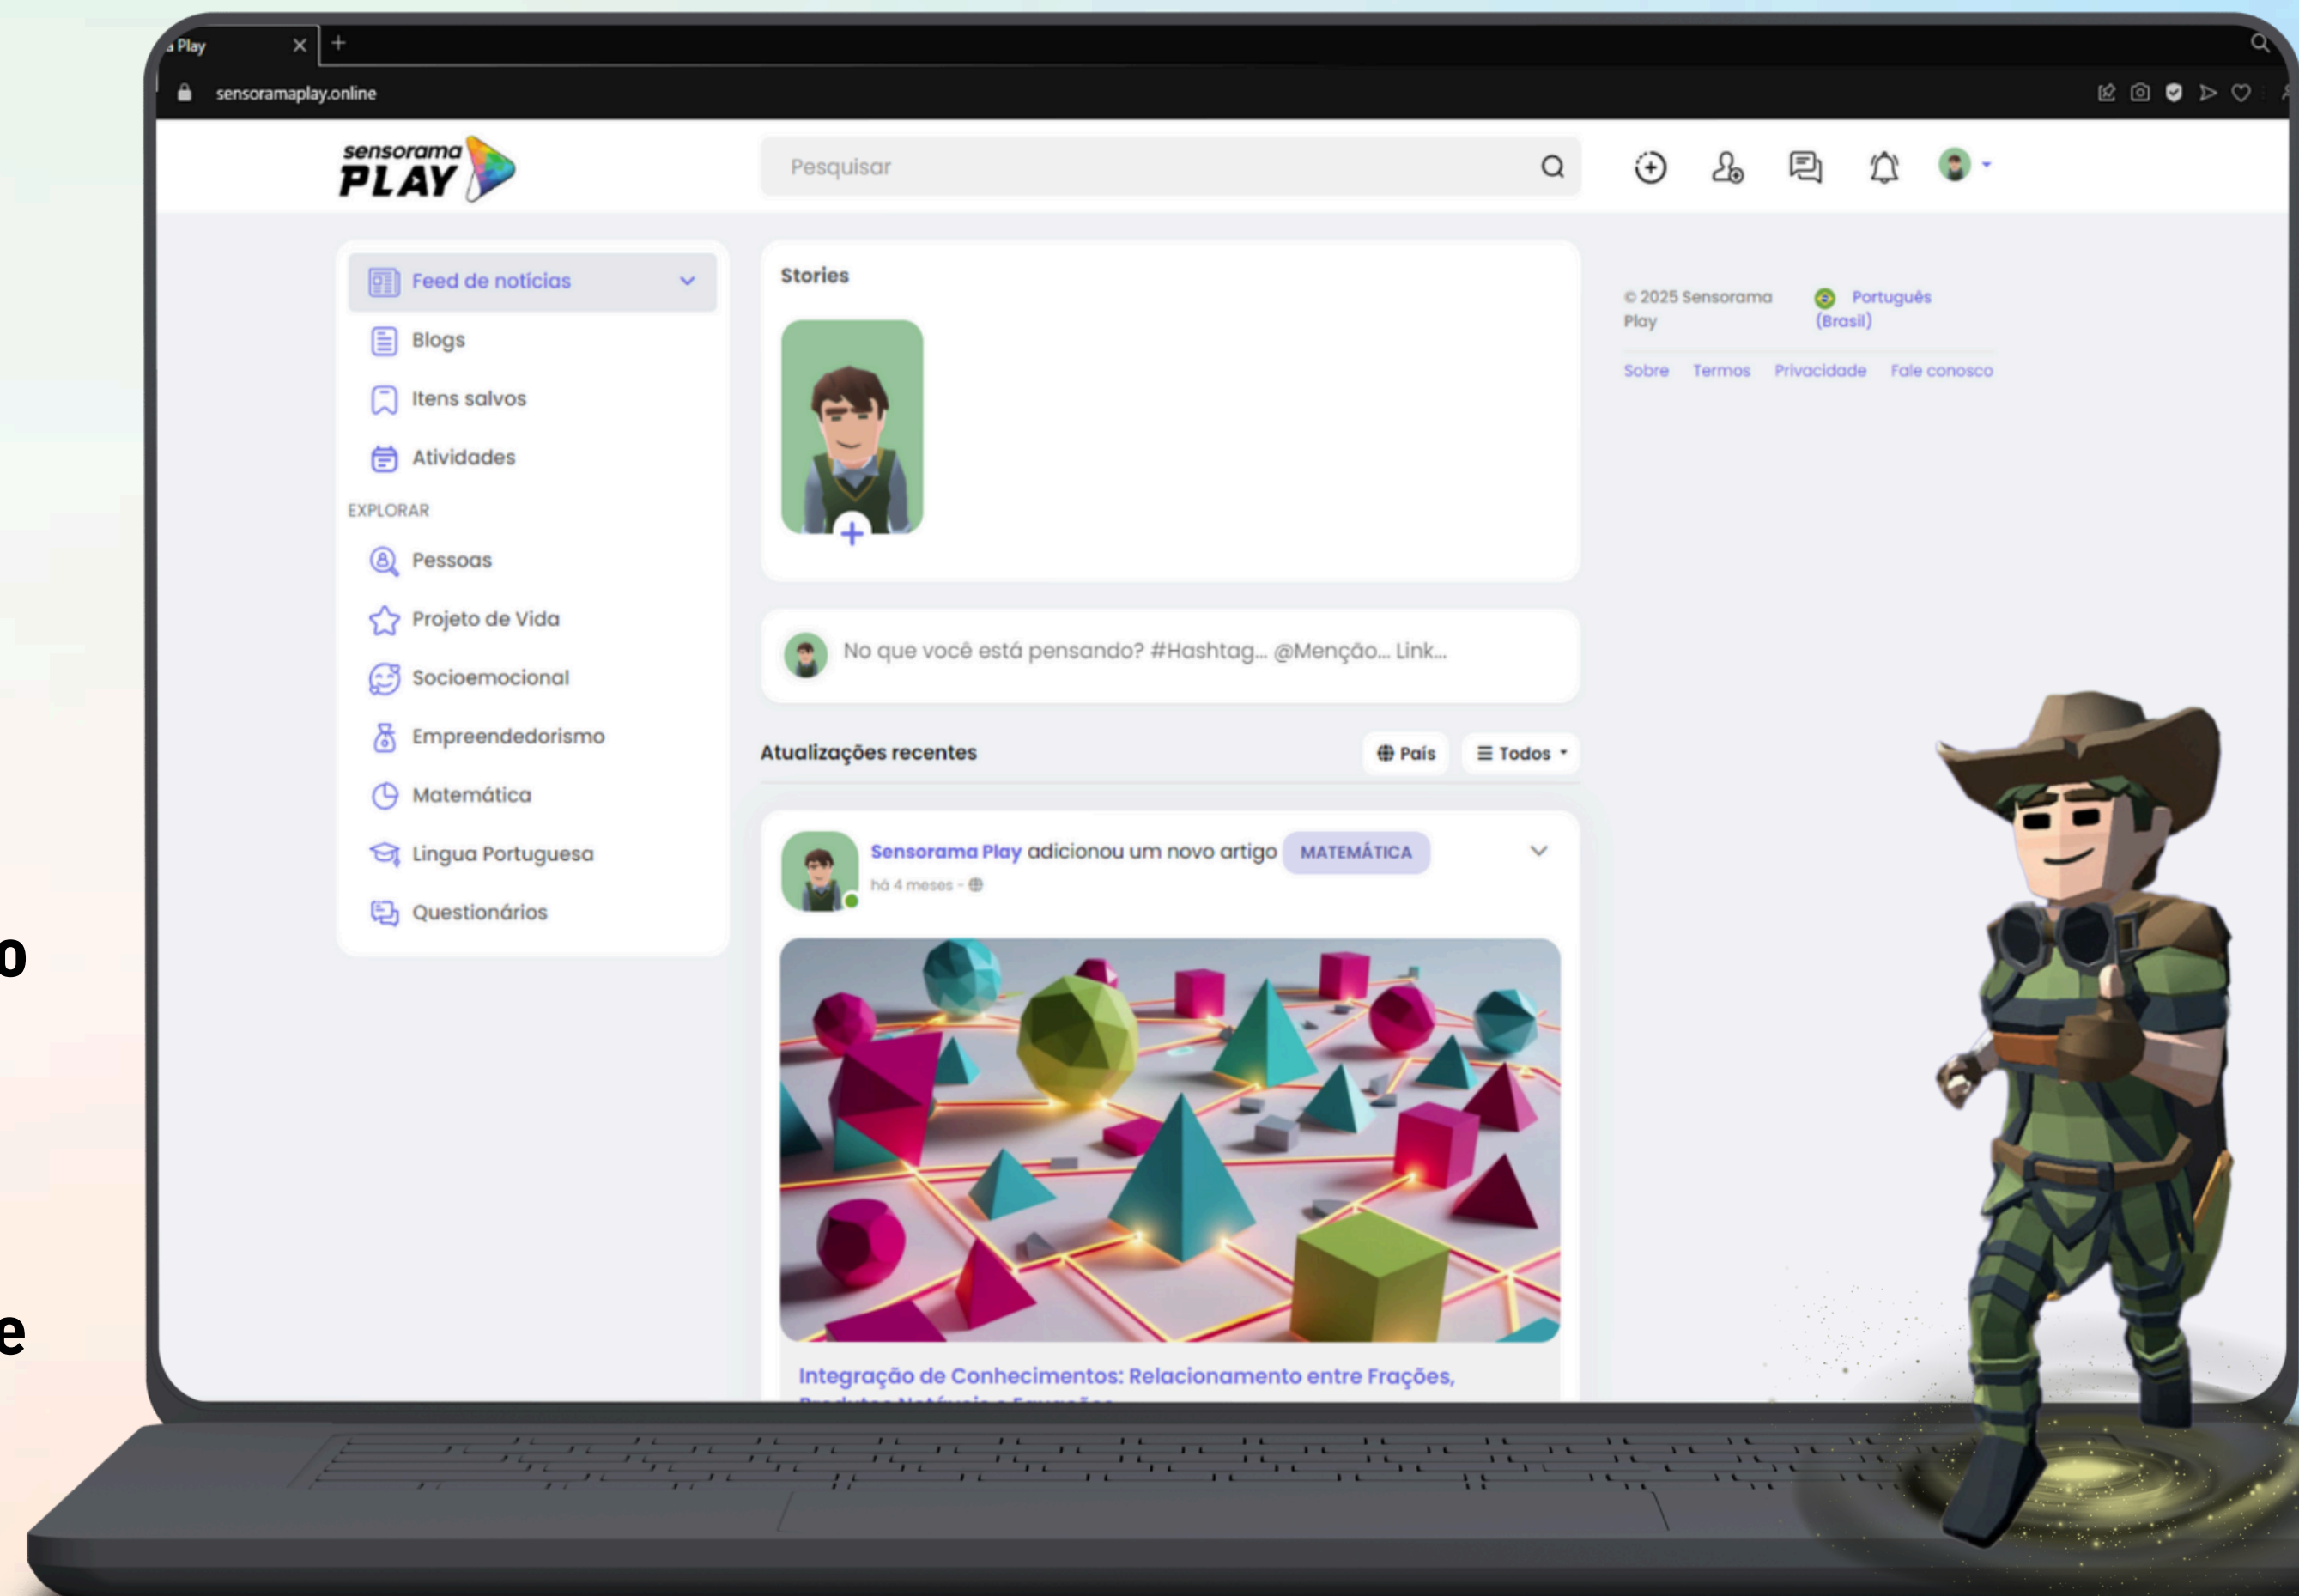 a Play
sensoramaplay.online
sensorama
PLAY
Pesquisar
Feed de notícias
Blogs
Itens salvos
Atividades
EXPLORAR
Pessoas
Projeto de Vida
Socioemocional
Empreendedorismo
Matemática
Lingua Portuguesa
Questionários
Stories
No que você está pensando? #Hashtag... @Menção... Link...
Atualizações recentes
País
Todos
Sensorama Play adicionou um novo artigo MATEMÁTICA
há 4 meses -
Integração de Conhecimentos: Relacionamento entre Frações,
© 2025 Sensorama
Play
Português
(Brasil)
Sobre Termos Privacidade Fale conosco
o
e